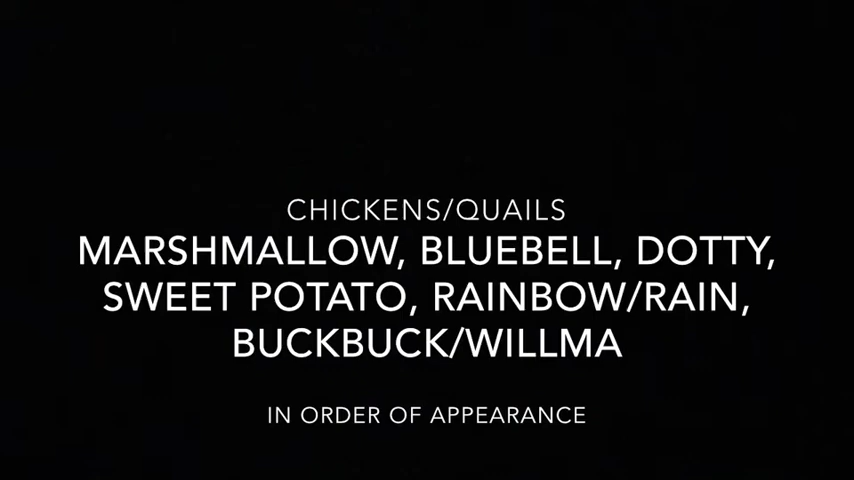 CHICKENS/QUAILS
MARSHMALLOW, BLUEBELL, DOTTY,
SWEET POTATO, RAINBOW/RAIN,
BUCKBUCK/WILLMA
IN ORDER OF APPEARANCE